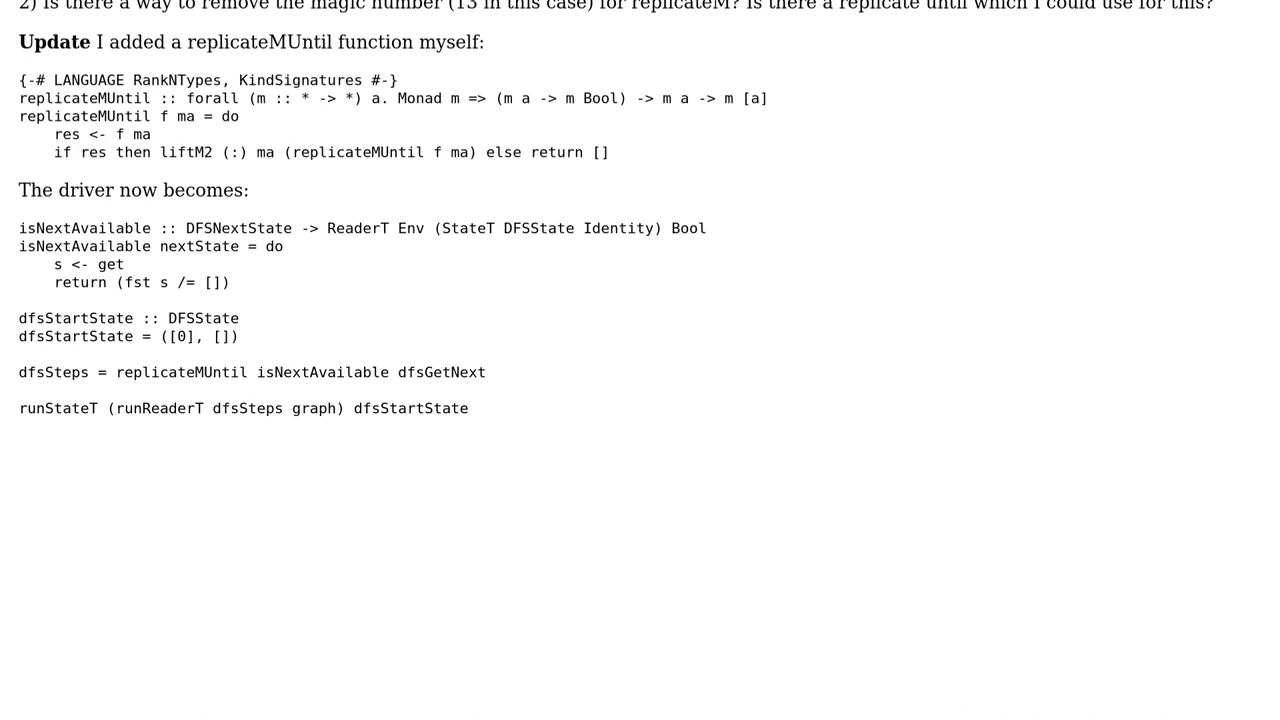 2) Is there a way to remove the magic number (13 in this case) for replicateM? Is there a replicate until which I could use for this?
Update I added a replicateMUntil function myself:
{-# LANGUAGE RankNTypes, KindSignatures #-}
replicateMUntil :: forall (m :: * -> *) a. Monad m => (m a -> m Bool) -> m a -> m [a]
replicateMUntil f ma = do
    res <- f ma
    if res then liftM2 (:) ma (replicateMUntil f ma) else return []
The driver now becomes:
isNextAvailable :: DFSNextState -> ReaderT Env (StateT DFSState Identity) Bool
isNextAvailable nextState = do
    s <- get
    return (fst s /= [])
dfsStartState :: DFSState
dfsStartState = ([0], [])
dfsSteps = replicateMUntil isNextAvailable dfsGetNext
runStateT (runReaderT dfsSteps graph) dfsStartState